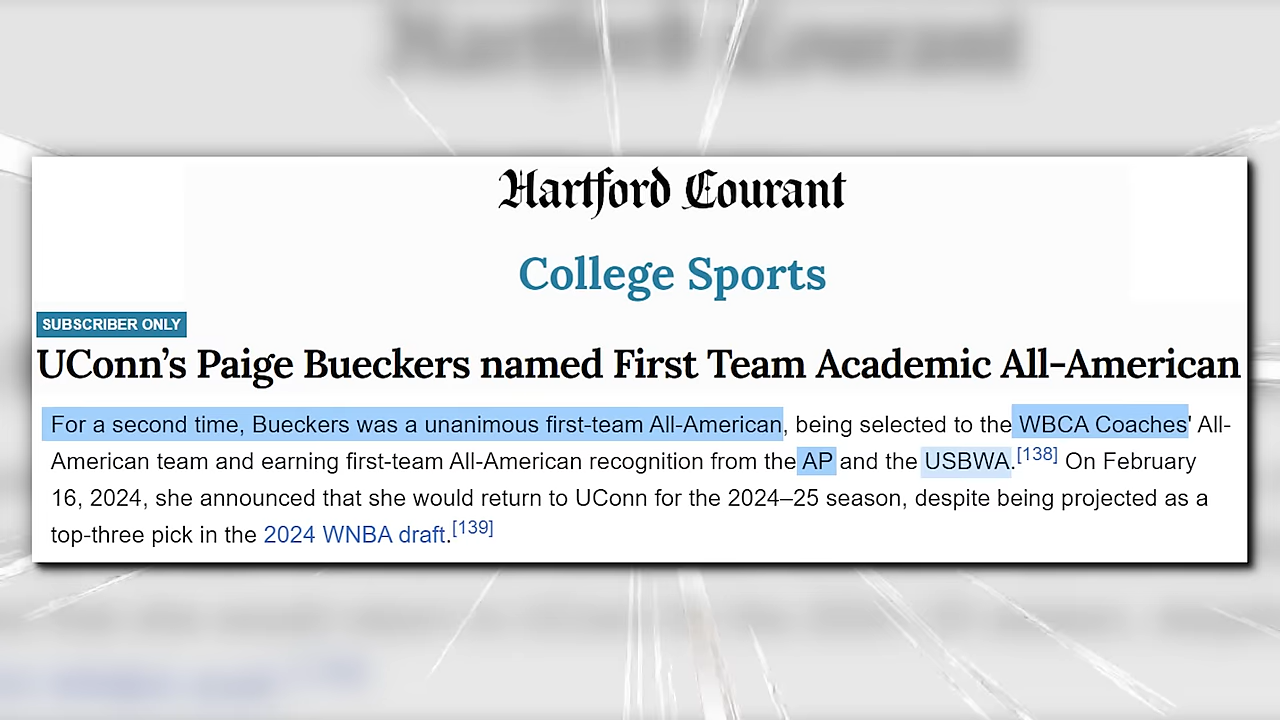 Hartford Courant
College Sports
SUBSCRIBER ONLY
UConn’s Paige Bueckers named First Team Academic All-American
For a second time, Bueckers was a unanimous first-team All-American, being selected to the WBCA Coaches' All-
American team and earning first-team All-American recognition from the AP and the USBWA.[138] On February
16, 2024, she announced that she would return to UConn for the 2024–25 season, despite being projected as a
top-three pick in the 2024 WNBA draft.[139]